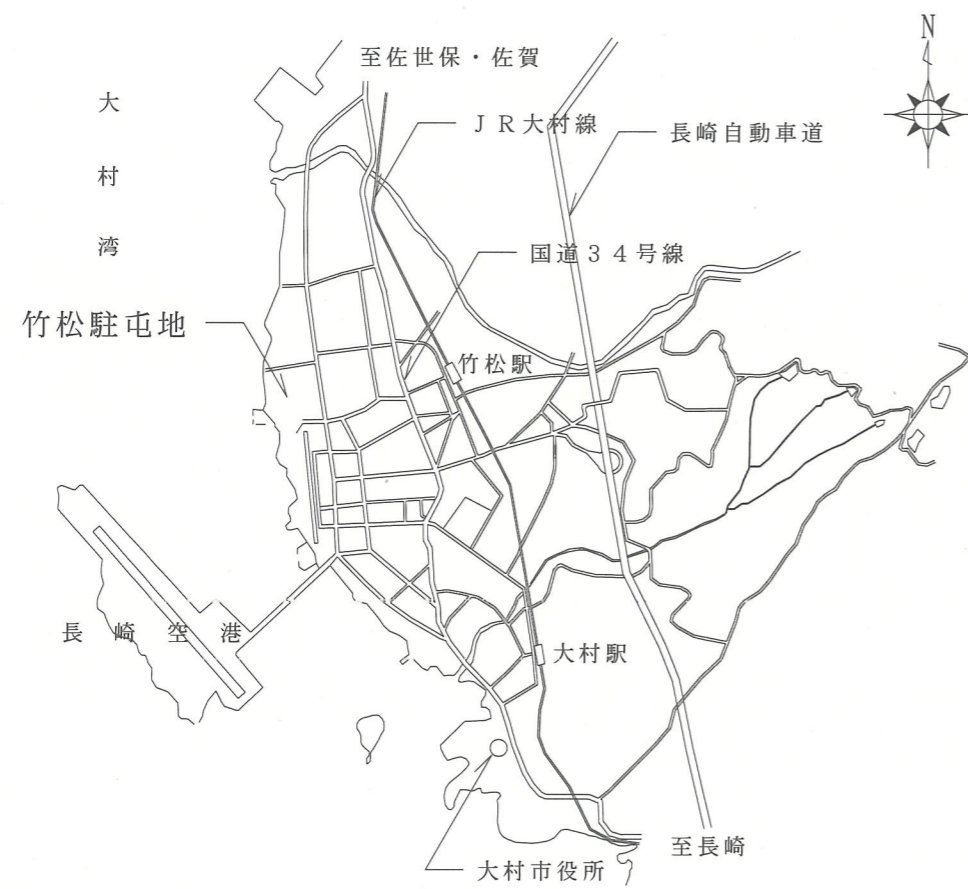 N
至佐世保・佐賀
大村湾
ＪＲ大村線
長崎自動車道
国道３４号線
竹松駐屯地
竹松駅
長崎空港
大村駅
至長崎
大村市役所